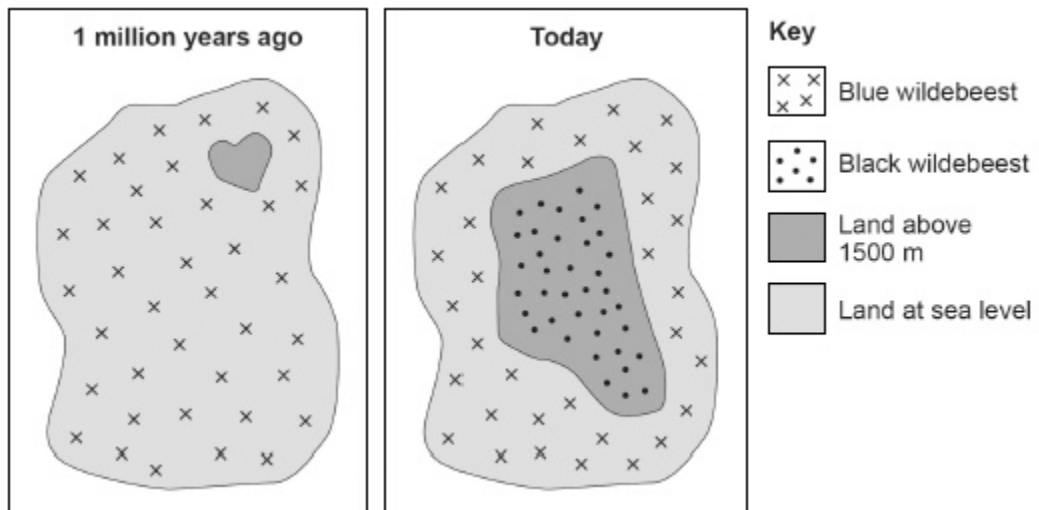 1 million years ago
Today
Key
Blue wildebeest
Black wildebeest
Land above
1500 m
Land at sea level